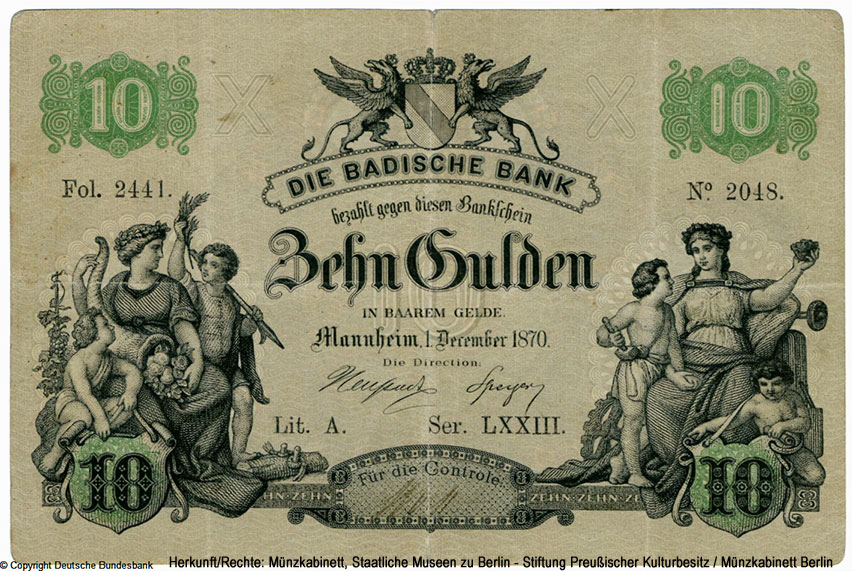 10 X X 10
DIE BADISCHE BANK
Fol. 2441. Nº 2048.
bezahlt gegen diesen Bankschein
Zehn Gulden
IN BAAREM GELDE.
Mannheim, 1. December 1870.
Die Direction:
Lit. A. Ser. LXXIII.
Für die Controle:
10 10
ZEHN-ZEHN ZEHN-ZEHN-ZE
© Copyright Deutsche Bundesbank
Herkunft/Rechte: Münzkabinett, Staatliche Museen zu Berlin - Stiftung Preußischer Kulturbesitz / Münzkabinett Berlin